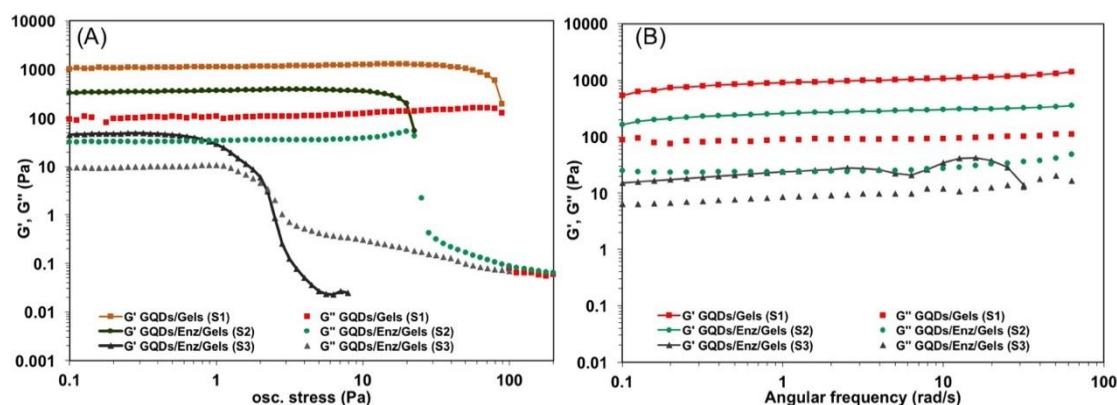 (A)
10000
1000
100
10
1
0.1
0.01
0.001
G', G'' (Pa)
G' GQDs/Gels (S1)
G'' GQDs/Gels (S1)
G' GQDs/Enz/Gels (S2)
G'' GQDs/Enz/Gels (S2)
G' GQDs/Enz/Gels (S3)
G'' GQDs/Enz/Gels (S3)
0.1 1 10 100
osc. stress (Pa)
(B)
10000
1000
100
10
1
0.1
0.01
G', G'' (Pa)
G' GQDs/Gels (S1)
G'' GQDs/Gels (S1)
G' GQDs/Enz/Gels (S2)
G'' GQDs/Enz/Gels (S2)
G' GQDs/Enz/Gels (S3)
G'' GQDs/Enz/Gels (S3)
0.1 1 10 100
Angular frequency (rad/s)